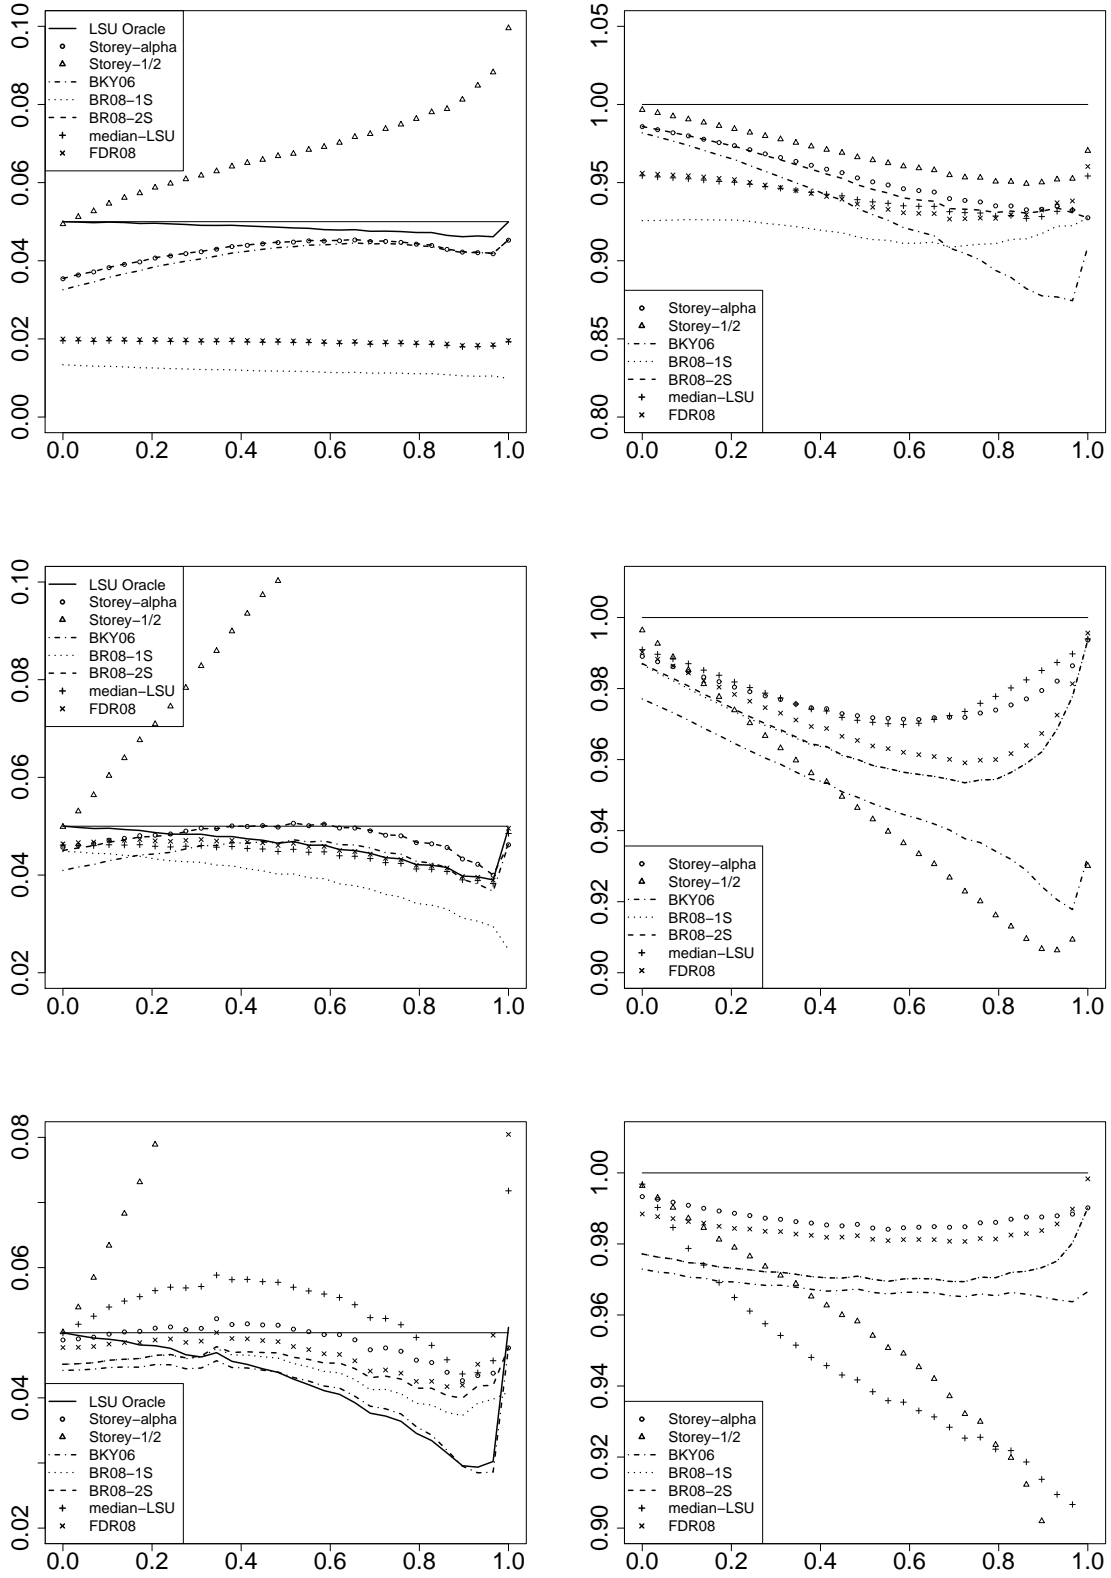 0.10
0.08
0.06
0.04
0.02
0.00
LSU Oracle
Storey−alpha
Storey−1/2
BKY06
BR08−1S
BR08−2S
median−LSU
FDR08
0.0 0.2 0.4 0.6 0.8 1.0
1.05
1.00
0.95
0.90
0.85
0.80
Storey−alpha
Storey−1/2
BKY06
BR08−1S
BR08−2S
median−LSU
FDR08
0.0 0.2 0.4 0.6 0.8 1.0
0.10
0.08
0.06
0.04
0.02
LSU Oracle
Storey−alpha
Storey−1/2
BKY06
BR08−1S
BR08−2S
median−LSU
FDR08
0.0 0.2 0.4 0.6 0.8 1.0
1.00
0.98
0.96
0.94
0.92
0.90
Storey−alpha
Storey−1/2
BKY06
BR08−1S
BR08−2S
median−LSU
FDR08
0.0 0.2 0.4 0.6 0.8 1.0
0.08
0.06
0.04
0.02
LSU Oracle
Storey−alpha
Storey−1/2
BKY06
BR08−1S
BR08−2S
median−LSU
FDR08
0.0 0.2 0.4 0.6 0.8 1.0
1.00
0.98
0.96
0.94
0.92
0.90
Storey−alpha
Storey−1/2
BKY06
BR08−1S
BR08−2S
median−LSU
FDR08
0.0 0.2 0.4 0.6 0.8 1.0